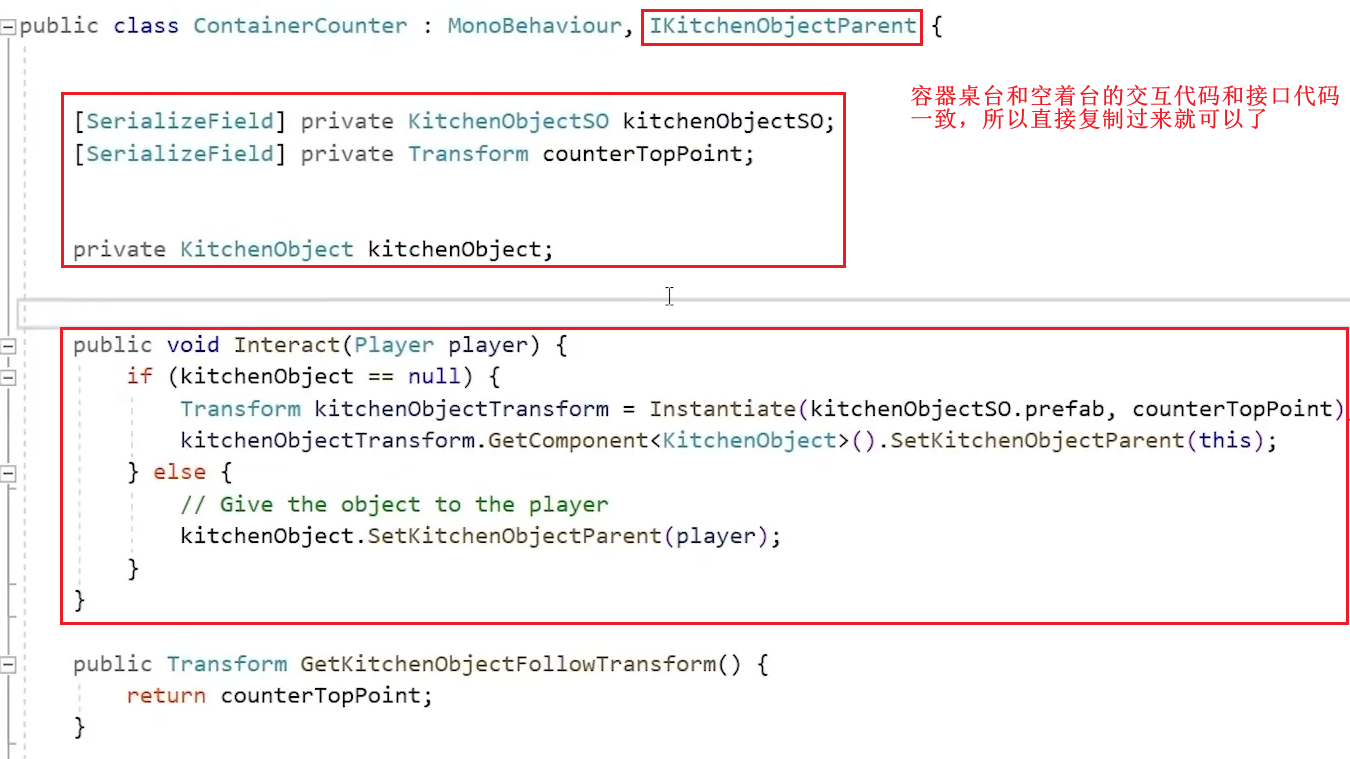 public class ContainerCounter : MonoBehaviour, IKitchenObjectParent {
容器桌台和空着台的交互代码和接口代码
一致，所以直接复制过来就可以了
[SerializeField] private KitchenObjectSO kitchenObjectSO;
[SerializeField] private Transform counterTopPoint;
private KitchenObject kitchenObject;
public void Interact(Player player) {
if (kitchenObject == null) {
Transform kitchenObjectTransform = Instantiate(kitchenObjectSO.prefab, counterTopPoint)
kitchenObjectTransform.GetComponent<KitchenObject>().SetKitchenObjectParent(this);
} else {
// Give the object to the player
kitchenObject.SetKitchenObjectParent(player);
}
}
public Transform GetKitchenObjectFollowTransform() {
return counterTopPoint;
}